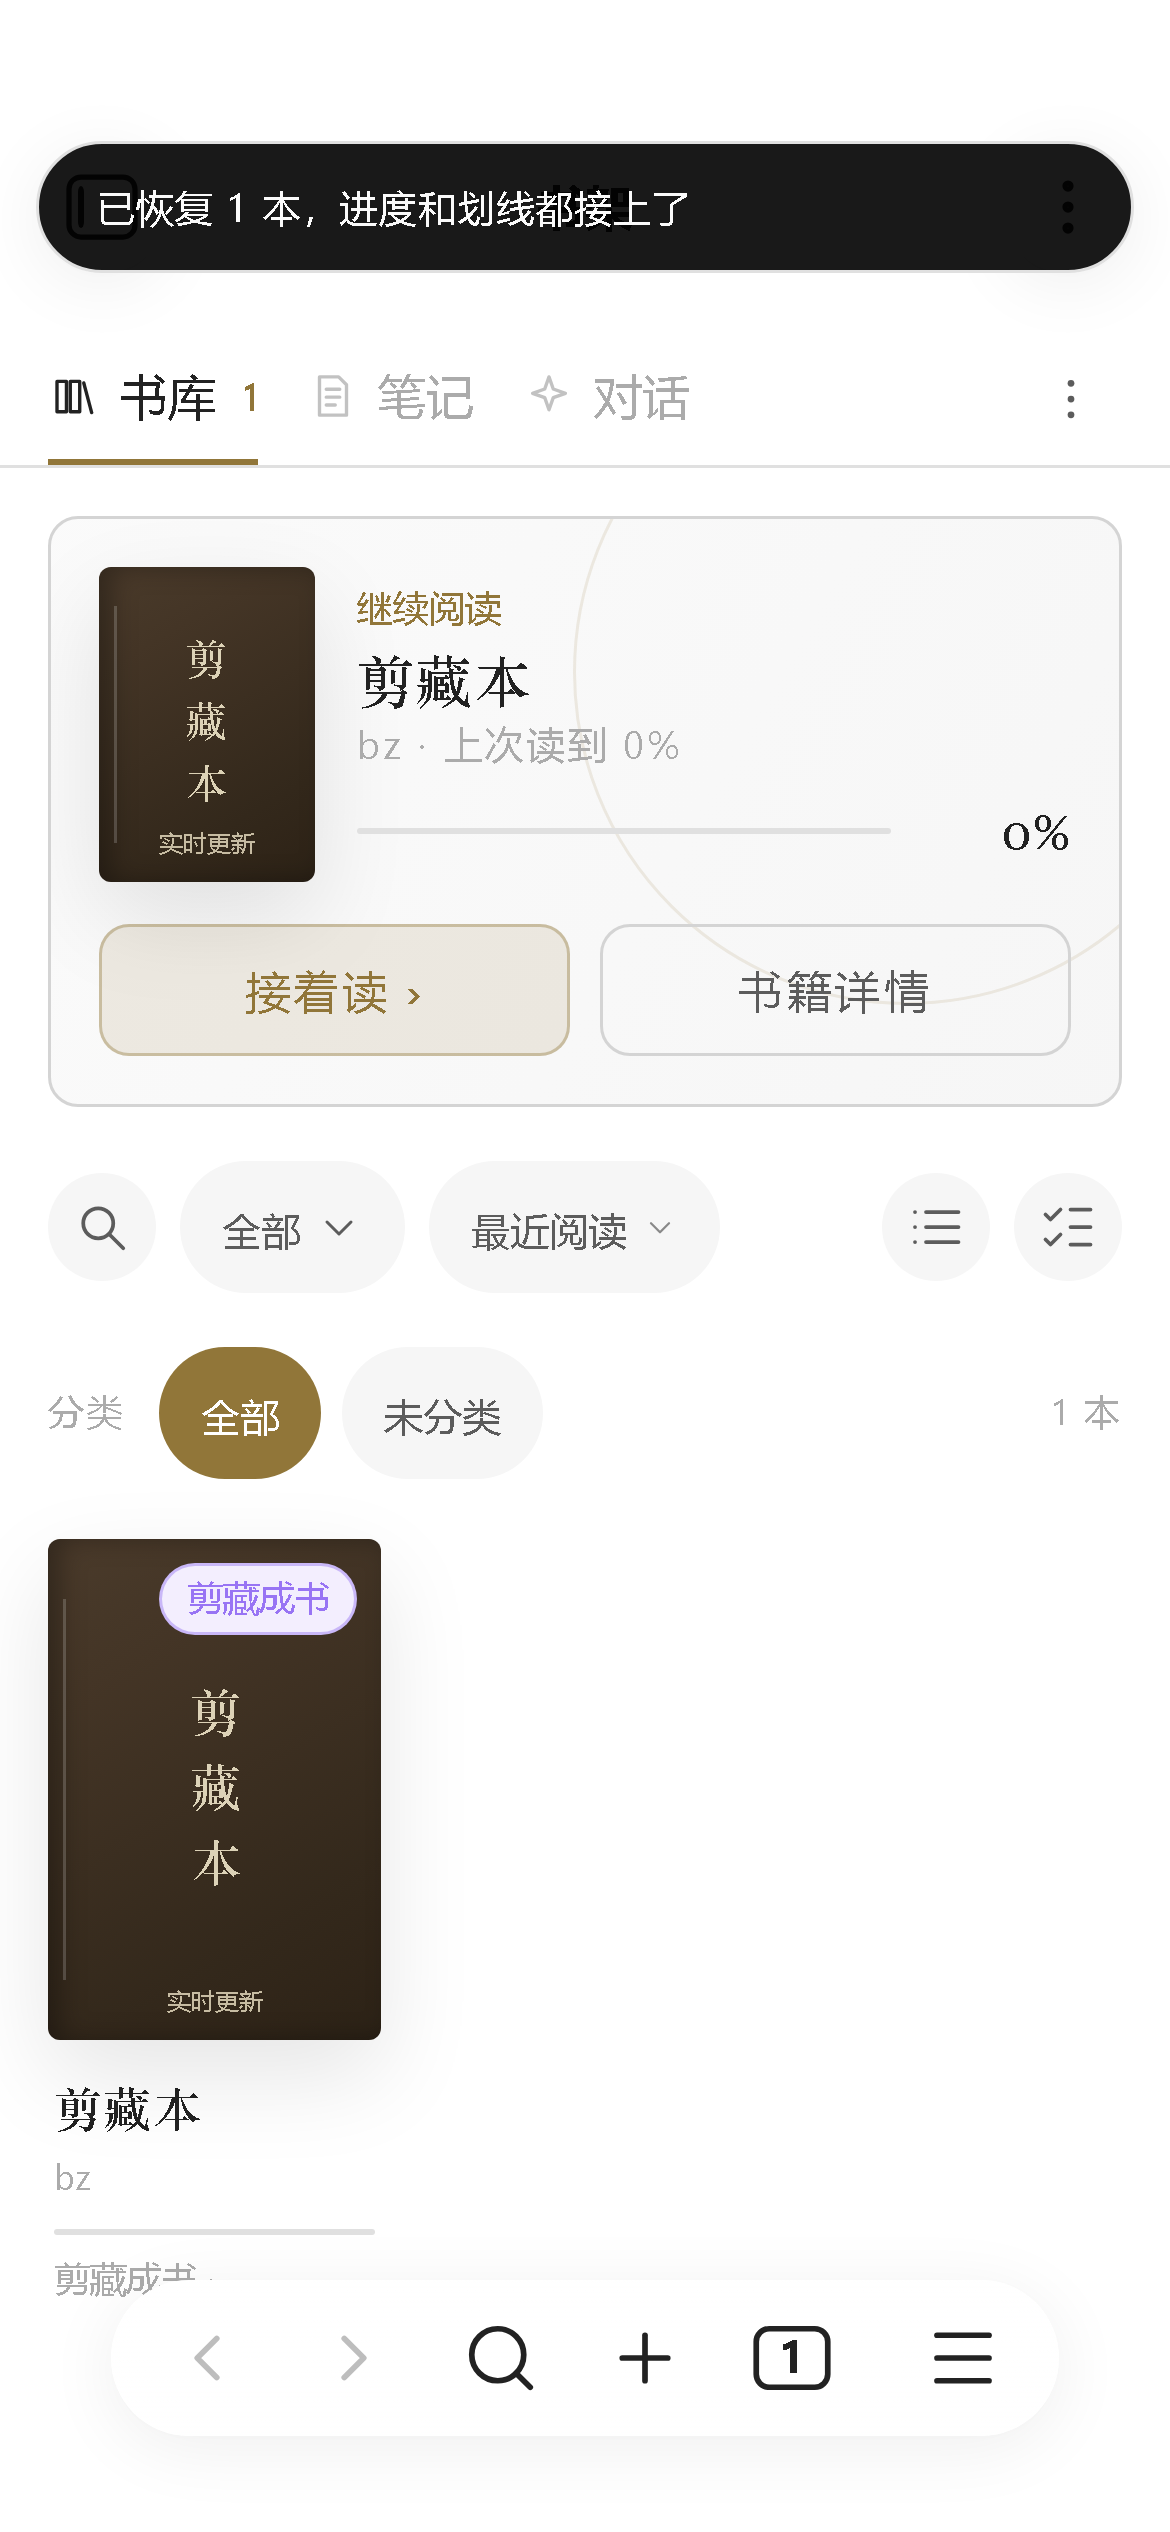 已恢复 1 本，进度和划线都接上了
书库 1 笔记 对话
剪藏本
实时更新
继续阅读
剪藏本
bz · 上次读到 0%
0%
接着读 ›
书籍详情
全部 最近阅读
分类 全部 未分类 1 本
剪藏成书
剪藏本
实时更新
剪藏本
bz
剪藏成书 ·
1